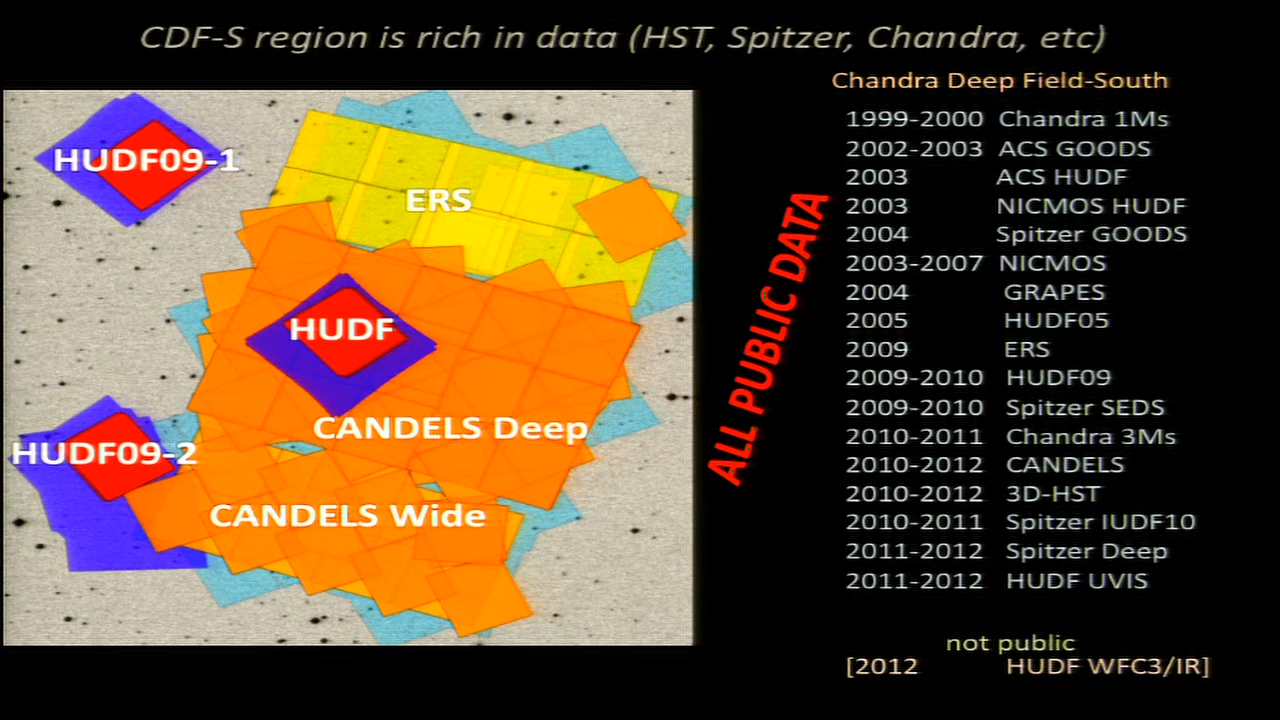 CDF-S region is rich in data (HST, Spitzer, Chandra, etc)
HUDF09-1
ERS
HUDF
CANDELS Deep
HUDF09-2
CANDELS Wide
ALL PUBLIC DATA
Chandra Deep Field-South
1999-2000 Chandra 1Ms
2002-2003 ACS GOODS
2003 ACS HUDF
2003 NICMOS HUDF
2004 Spitzer GOODS
2003-2007 NICMOS
2004 GRAPES
2005 HUDF05
2009 ERS
2009-2010 HUDF09
2009-2010 Spitzer SEDS
2010-2011 Chandra 3Ms
2010-2012 CANDELS
2010-2012 3D-HST
2010-2011 Spitzer IUDF10
2011-2012 Spitzer Deep
2011-2012 HUDF UVIS
not public
[2012 HUDF WFC3/IR]